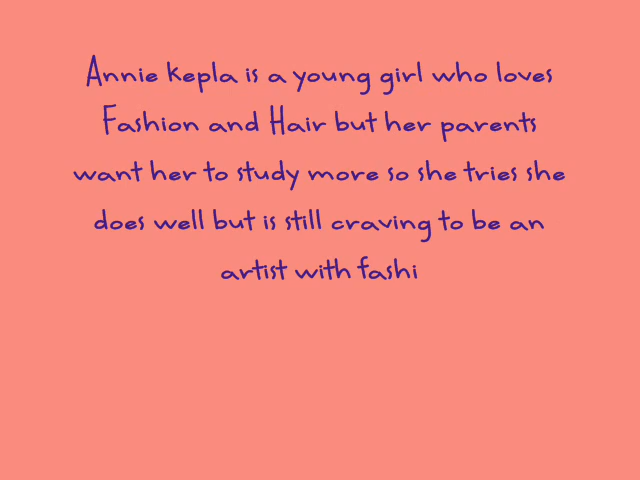 Annie kepla is a young girl who loves
Fashion and Hair but her parents
want her to study more so she tries she
does well but is still craving to be an
artist with fashi